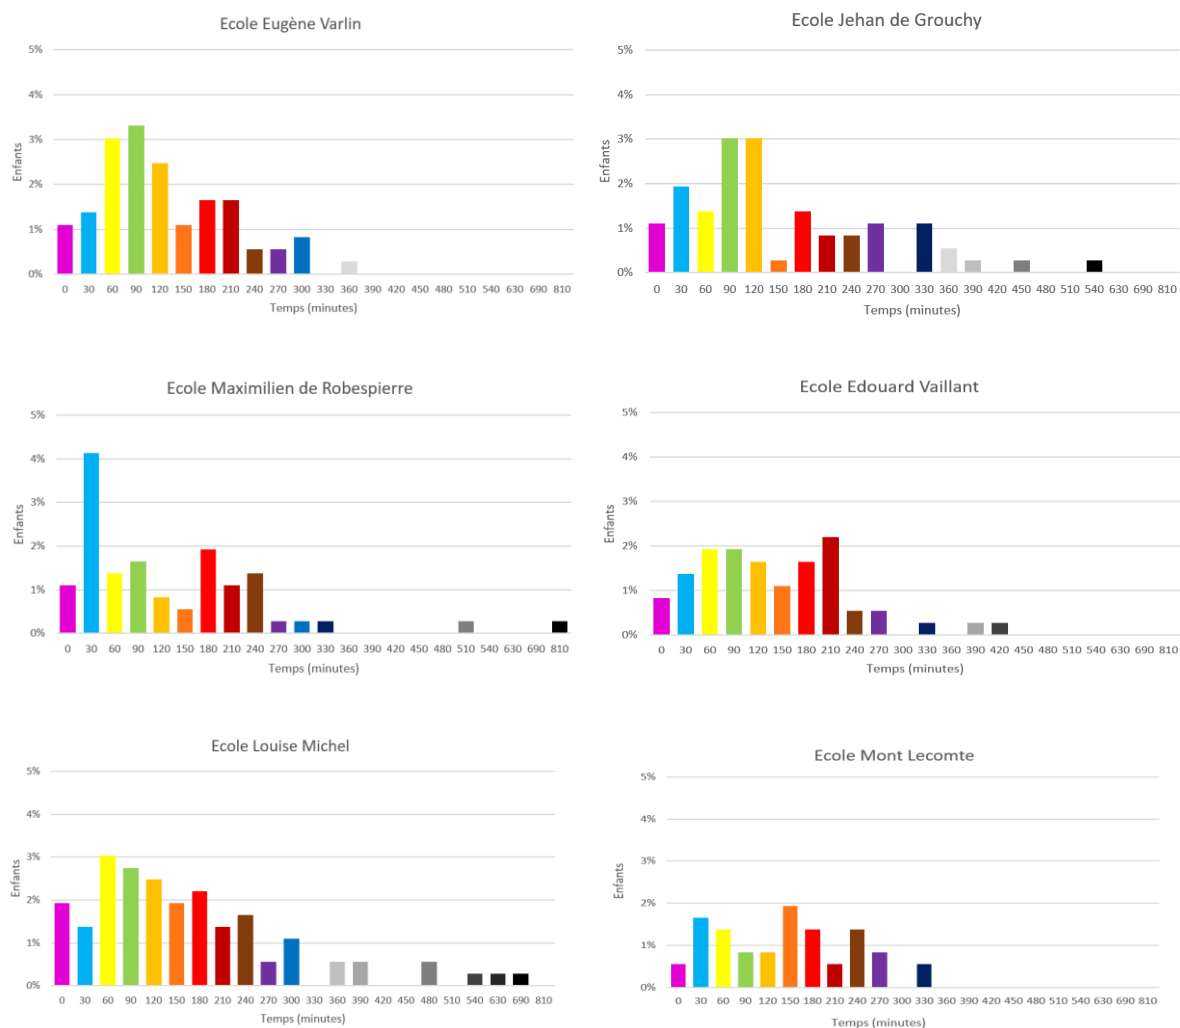 Ecole Eugène Varlin
5%
4%
3%
2%
1%
0%
Enfants
0 30 60 90 120 150 180 210 240 270 300 330 360 390 420 450 480 510 540 630 690 810
Temps (minutes)
Ecole Jehan de Grouchy
5%
4%
3%
2%
1%
0%
Enfants
0 30 60 90 120 150 180 210 240 270 300 330 360 390 420 450 480 510 540 630 690 810
Temps (minutes)
Ecole Maximilien de Robespierre
5%
4%
3%
2%
1%
0%
Enfants
0 30 60 90 120 150 180 210 240 270 300 330 360 390 420 450 480 510 540 630 690 810
Temps (minutes)
Ecole Edouard Vaillant
5%
4%
3%
2%
1%
0%
Enfants
0 30 60 90 120 150 180 210 240 270 300 330 360 390 420 450 480 510 540 630 690 810
Temps (minutes)
Ecole Louise Michel
5%
4%
3%
2%
1%
0%
Enfants
0 30 60 90 120 150 180 210 240 270 300 330 360 390 420 450 480 510 540 630 690 810
Temps (minutes)
Ecole Mont Lecomte
5%
4%
3%
2%
1%
0%
Enfants
0 30 60 90 120 150 180 210 240 270 300 330 360 390 420 450 480 510 540 630 690 810
Temps (minutes)